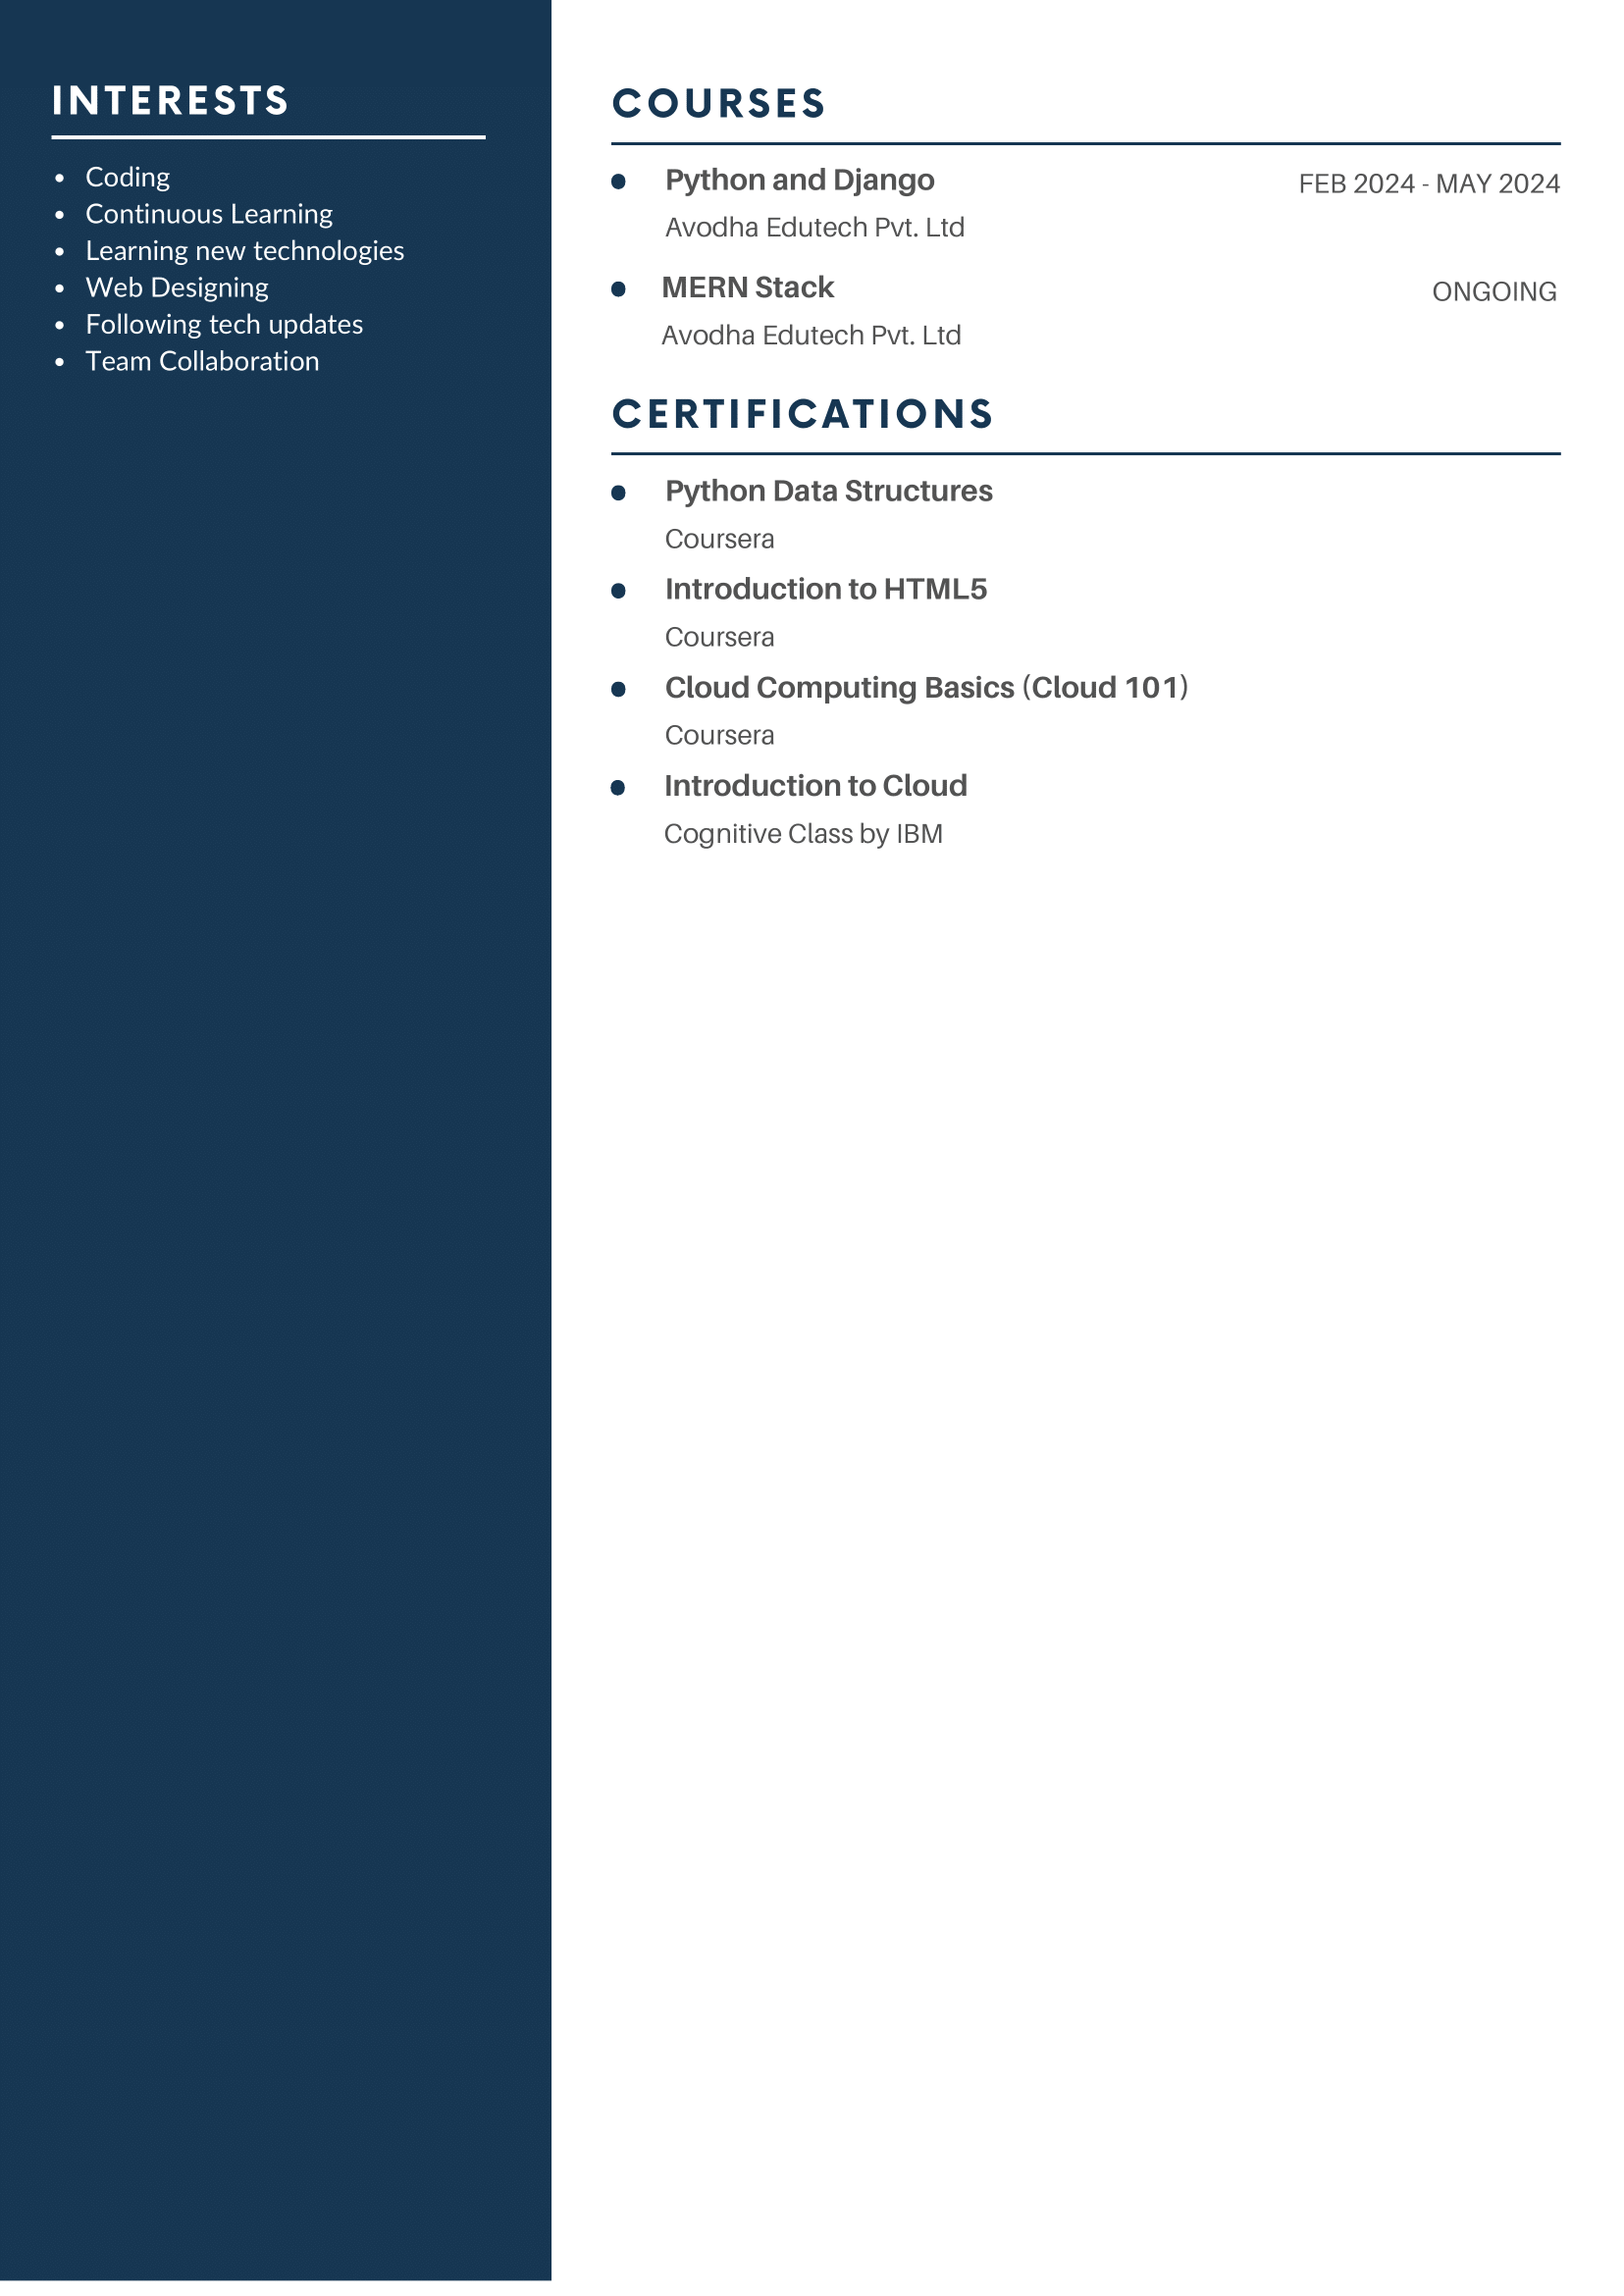 INTERESTS
• Coding
• Continuous Learning
• Learning new technologies
• Web Designing
• Following tech updates
• Team Collaboration
COURSES
• Python and Django FEB 2024 - MAY 2024
Avodha Edutech Pvt. Ltd
• MERN Stack ONGOING
Avodha Edutech Pvt. Ltd
CERTIFICATIONS
• Python Data Structures
Coursera
• Introduction to HTML5
Coursera
• Cloud Computing Basics (Cloud 101)
Coursera
• Introduction to Cloud
Cognitive Class by IBM